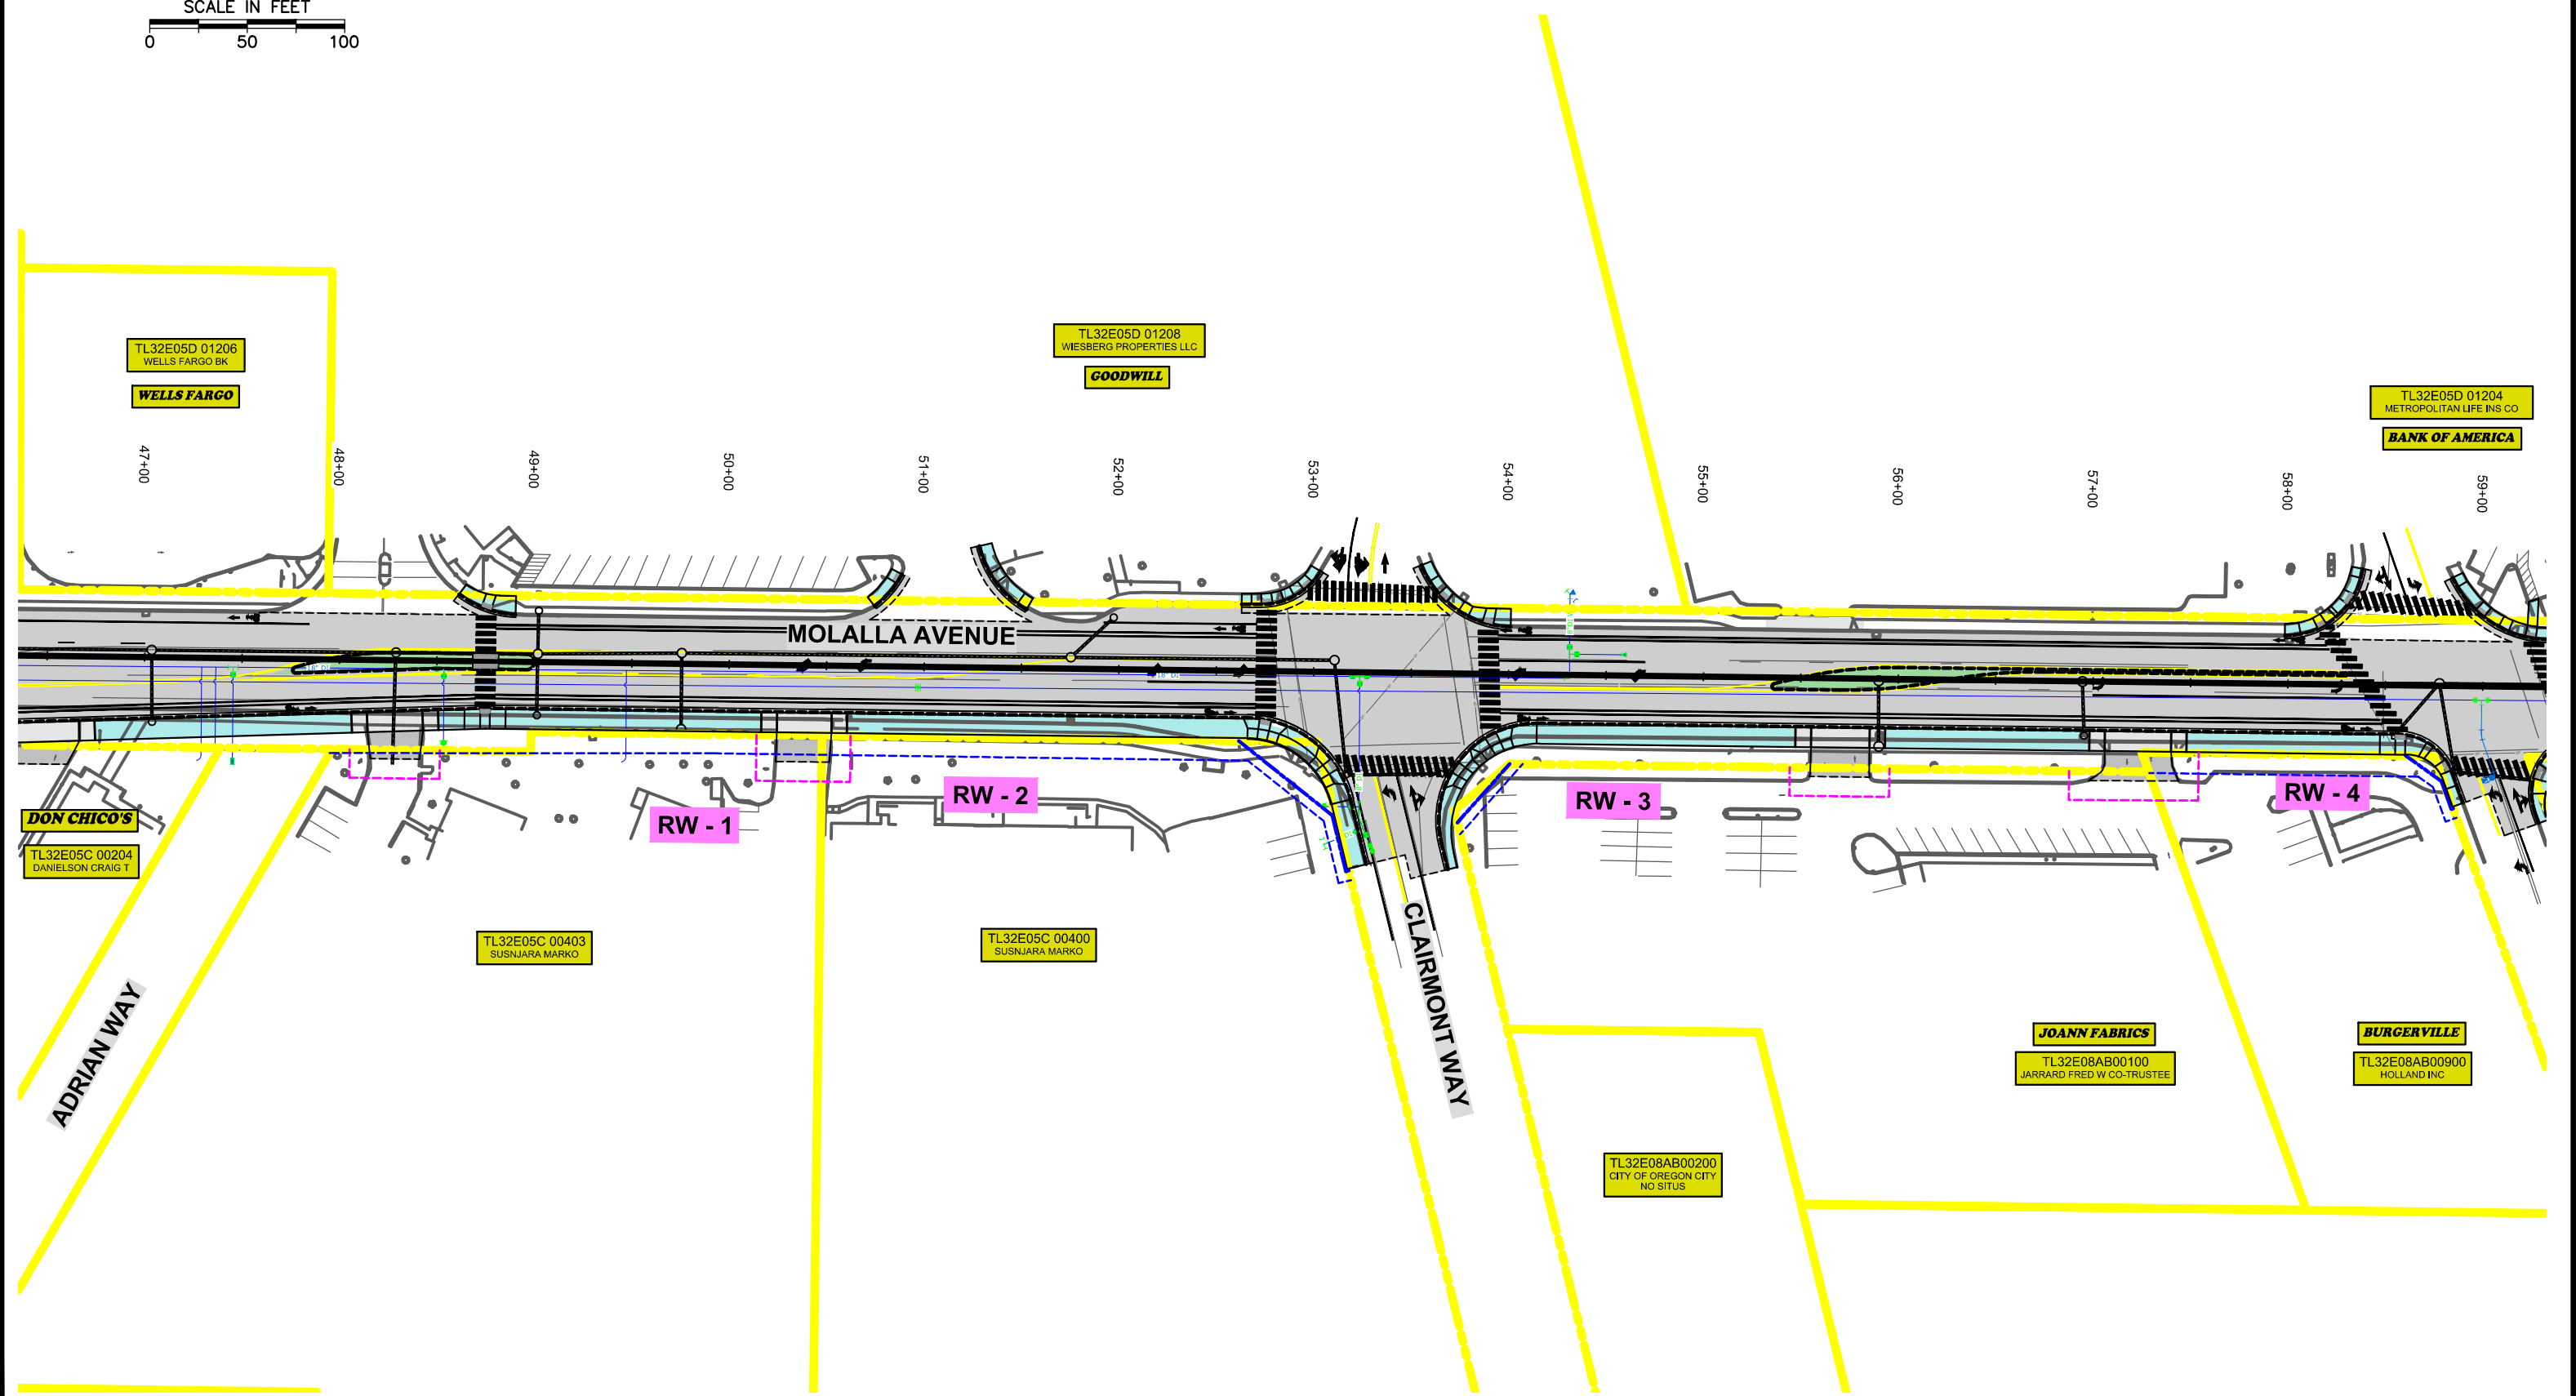 SCALE IN FEET
0 50 100
TL32E05D 01206
WELLS FARGO BK
WELLS FARGO
TL32E05D 01208
WIESBERG PROPERTIES LLC
GOODWILL
TL32E05D 01204
METROPOLITAN LIFE INS CO
BANK OF AMERICA
47+00
48+00
49+00
50+00
51+00
52+00
53+00
54+00
55+00
56+00
57+00
58+00
59+00
MOLALLA AVENUE
18" DI
18" DI
RW - 1
RW - 2
RW - 3
RW - 4
DON CHICO'S
TL32E05C 00204
DANIELSON CRAIG T
TL32E05C 00403
SUSNJARA MARKO
TL32E05C 00400
SUSNJARA MARKO
ADRIAN WAY
CLAIRMONT WAY
JOANN FABRICS
TL32E08AB00100
JARRARD FRED W CO-TRUSTEE
BURGERVILLE
TL32E08AB00900
HOLLAND INC
TL32E08AB00200
CITY OF OREGON CITY
NO SITUS